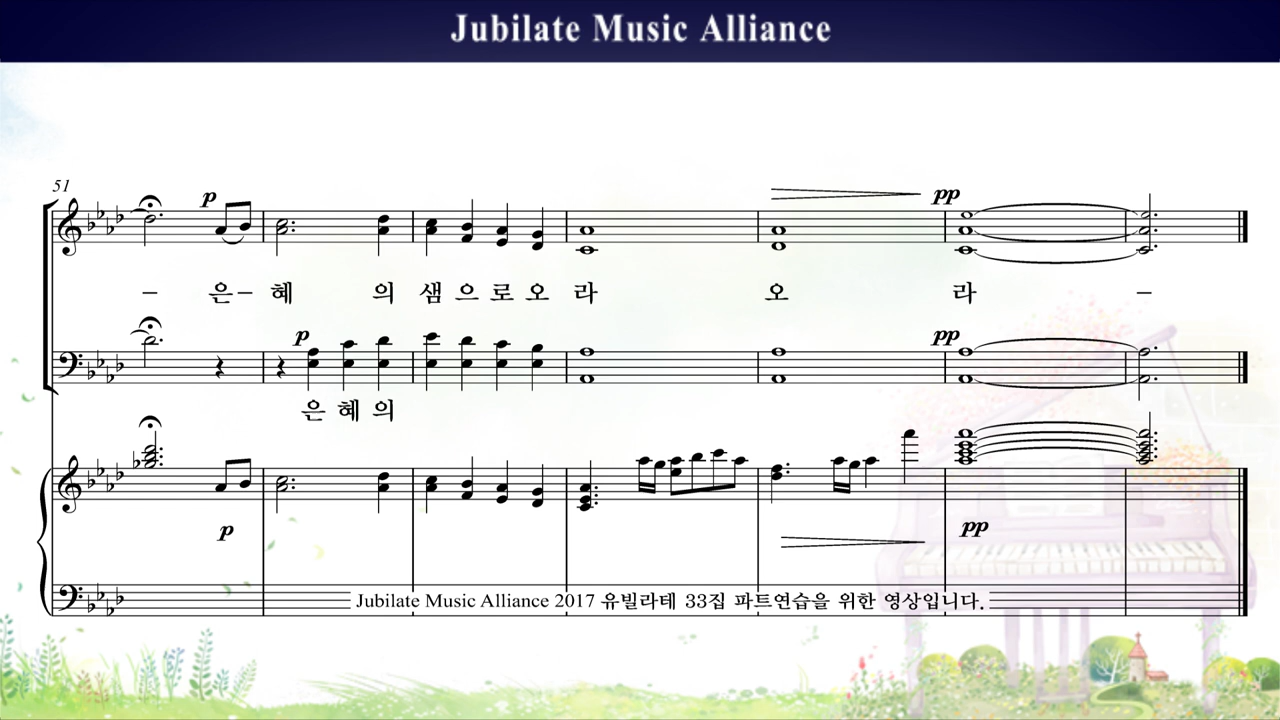 Jubilate Music Alliance
51
p
pp
– 은– 혜 의 샘 으 로 오 라 오 라 –
p
pp
은 혜 의
p
pp
Jubilate Music Alliance 2017 유빌라테 33집 파트연습을 위한 영상입니다.